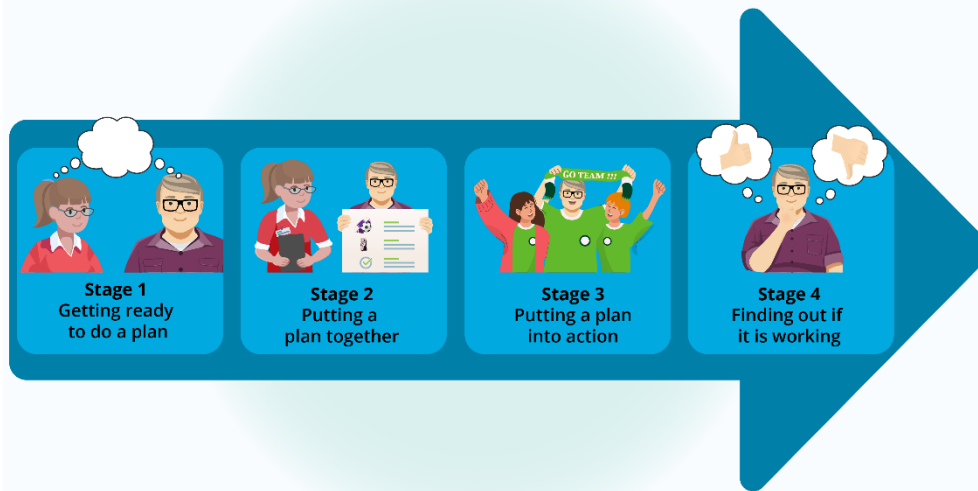 GO TEAM !!!
Stage 1
Getting ready
to do a plan
Stage 2
Putting a
plan together
Stage 3
Putting a plan
into action
Stage 4
Finding out if
it is working